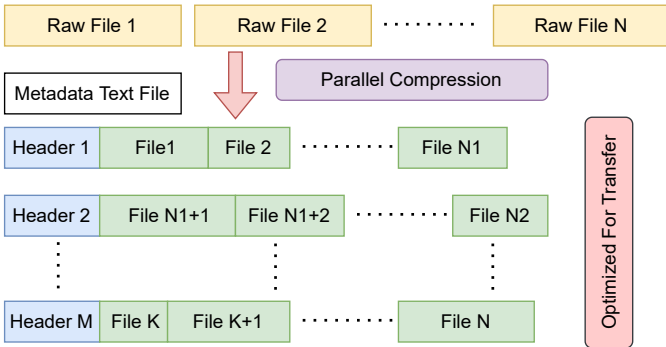 Raw File 1
Raw File 2
Raw File N
Parallel Compression
Metadata Text File
Header 1
File1
File 2
File N1
Header 2
File N1+1
File N1+2
File N2
Header M
File K
File K+1
File N
Optimized For Transfer